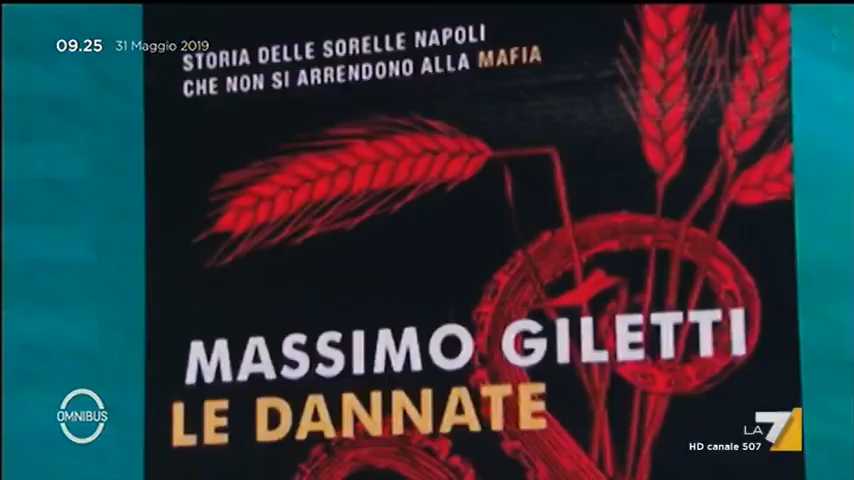 09.25 31 Maggio 2019
STORIA DELLE SORELLE NAPOLI
CHE NON SI ARRENDONO ALLA MAFIA
MASSIMO GILETTI
LE DANNATE
OMNIBUS
LA7
HD canale 507